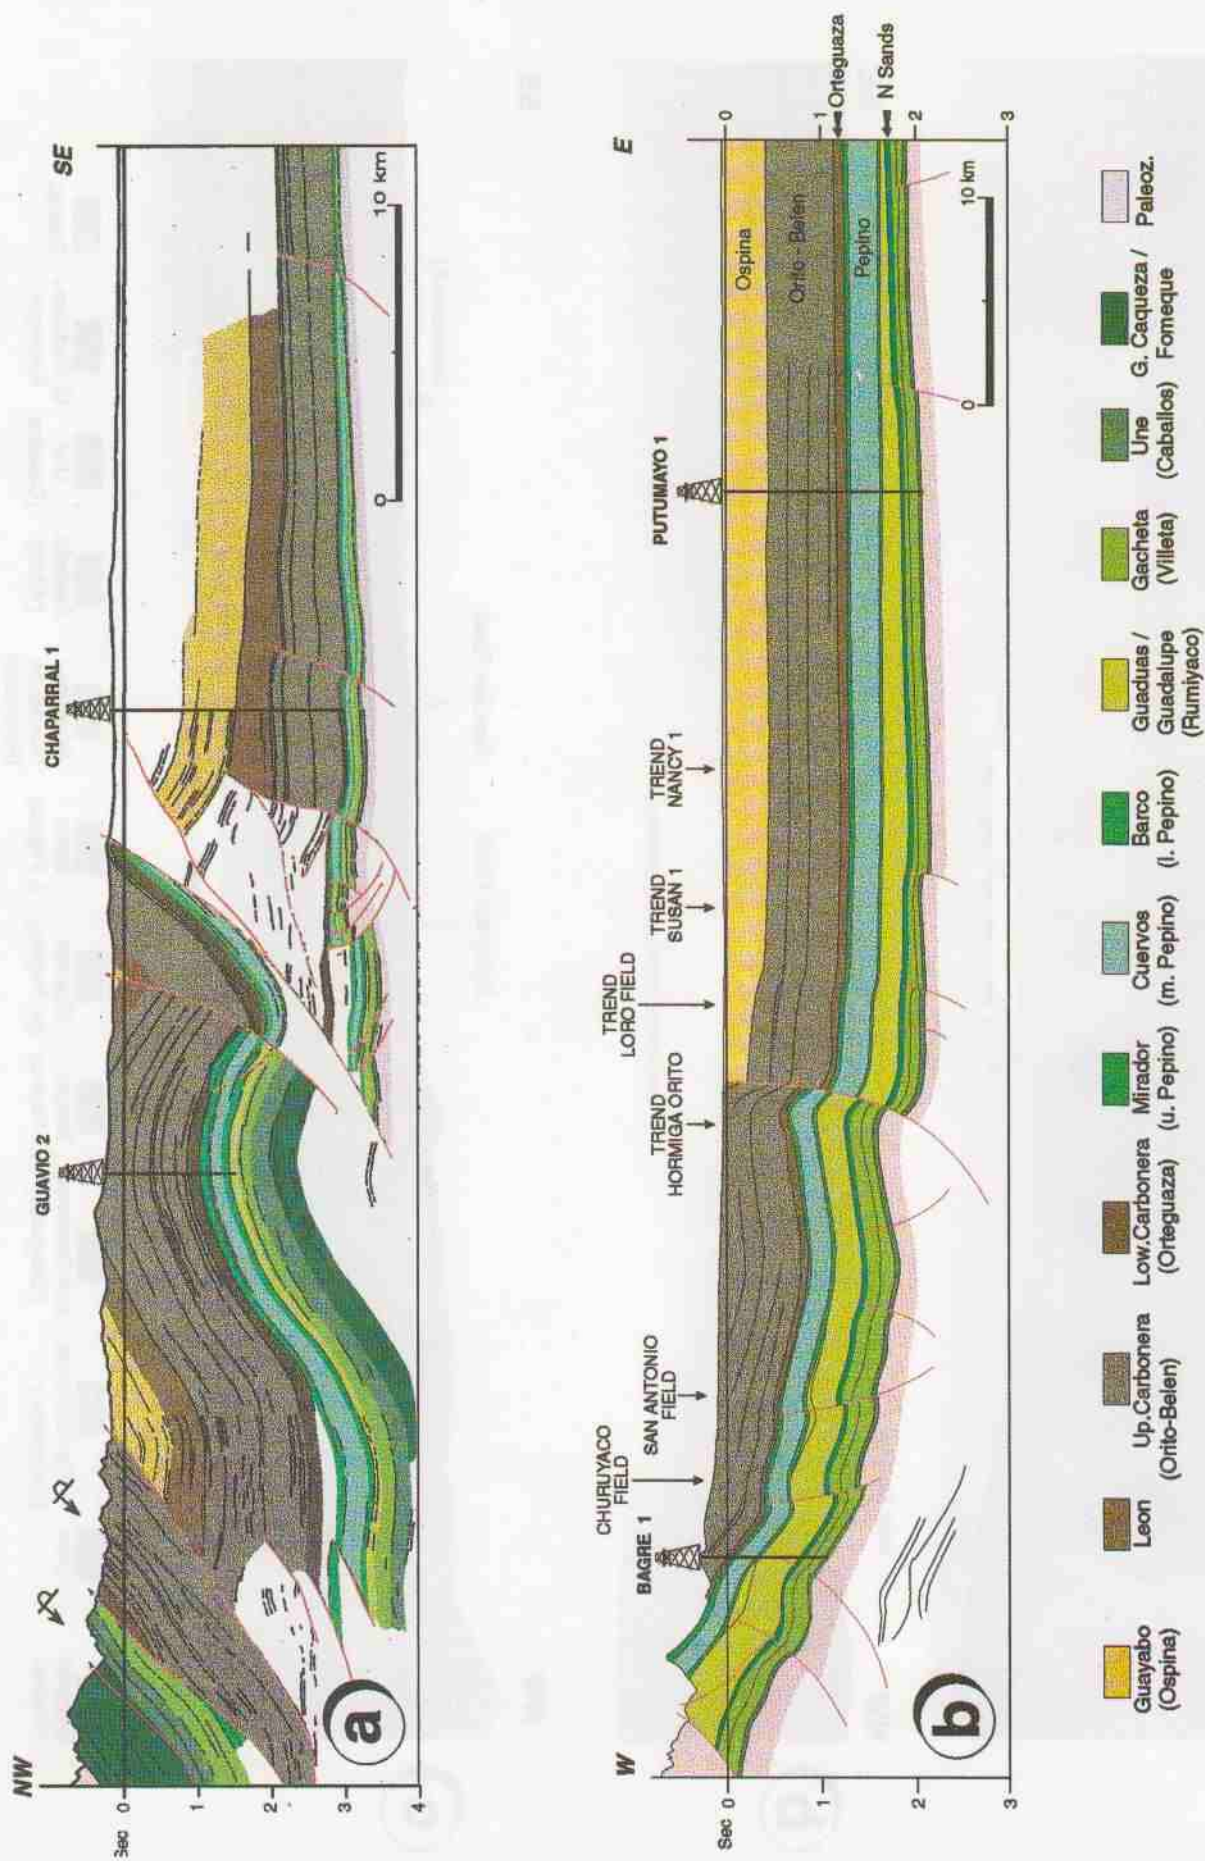 NW
SE
GUAVIO 2
CHAPARRAL 1
Sec
0
1
2
3
4
0
10 km
a
W
E
BAGRE 1
CHURUYACO
FIELD
SAN ANTONIO
FIELD
TREND
HORMIGA ORITO
TREND
LORO FIELD
TREND
SUSAN 1
TREND
NANCY 1
PUTUMAYO 1
Ospina
Orito-Belen
Pepino
Sec
0
1
2
3
0
1
2
3
Orteguaza
N Sands
0
10 km
b
Guayabo
(Ospina)
Leon
Up.Carbonera
(Orito-Belen)
Low.Carbonera
(Orteguaza)
Mirador
(u. Pepino)
Cuervos
(m. Pepino)
Barco
(l. Pepino)
Guaduas /
Guadalupe
(Rumiyaco)
Gacheta
(Villeta)
Une
(Caballos)
G. Caqueza /
Fomeque
Paleoz.